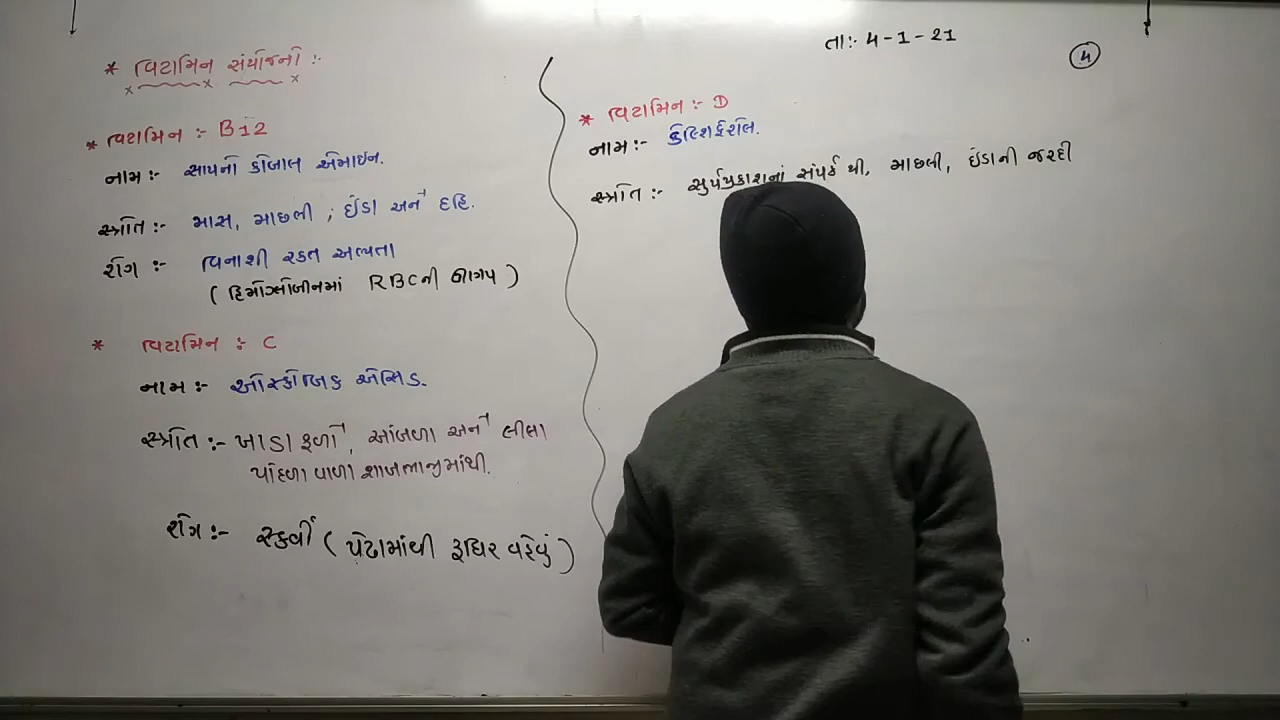 તાઃ- 4-1-21
4
* વિટામિન સંયોજનો :-
* વિટામિન :- B12
નામ :- સાયનો કોબાલ એમાઇન.
સ્ત્રોત :- માસ, માછલી, ઈંડા અને દહિ.
રોગ :- વિનાશી રક્ત અલ્પતા
( હિમોગ્લોબીનમાં RBCની ઊણપ )
* વિટામિન :- C
નામ :- એસ્કોર્બિક એસિડ.
સ્ત્રોત :- ખાટા ફળો, આંબળા અને લીલા
પાંદળા વાળા શાકભાજીમાંથી.
રોગ :- સ્કર્વી ( પેઢામાંથી રૂધિર વહેવું )
* વિટામિન :- D
નામ :-
સ્ત્રોત :- સુર્યપ્રકાશનાં સંપર્ક થી, માછલી, ઈંડાની જરદી